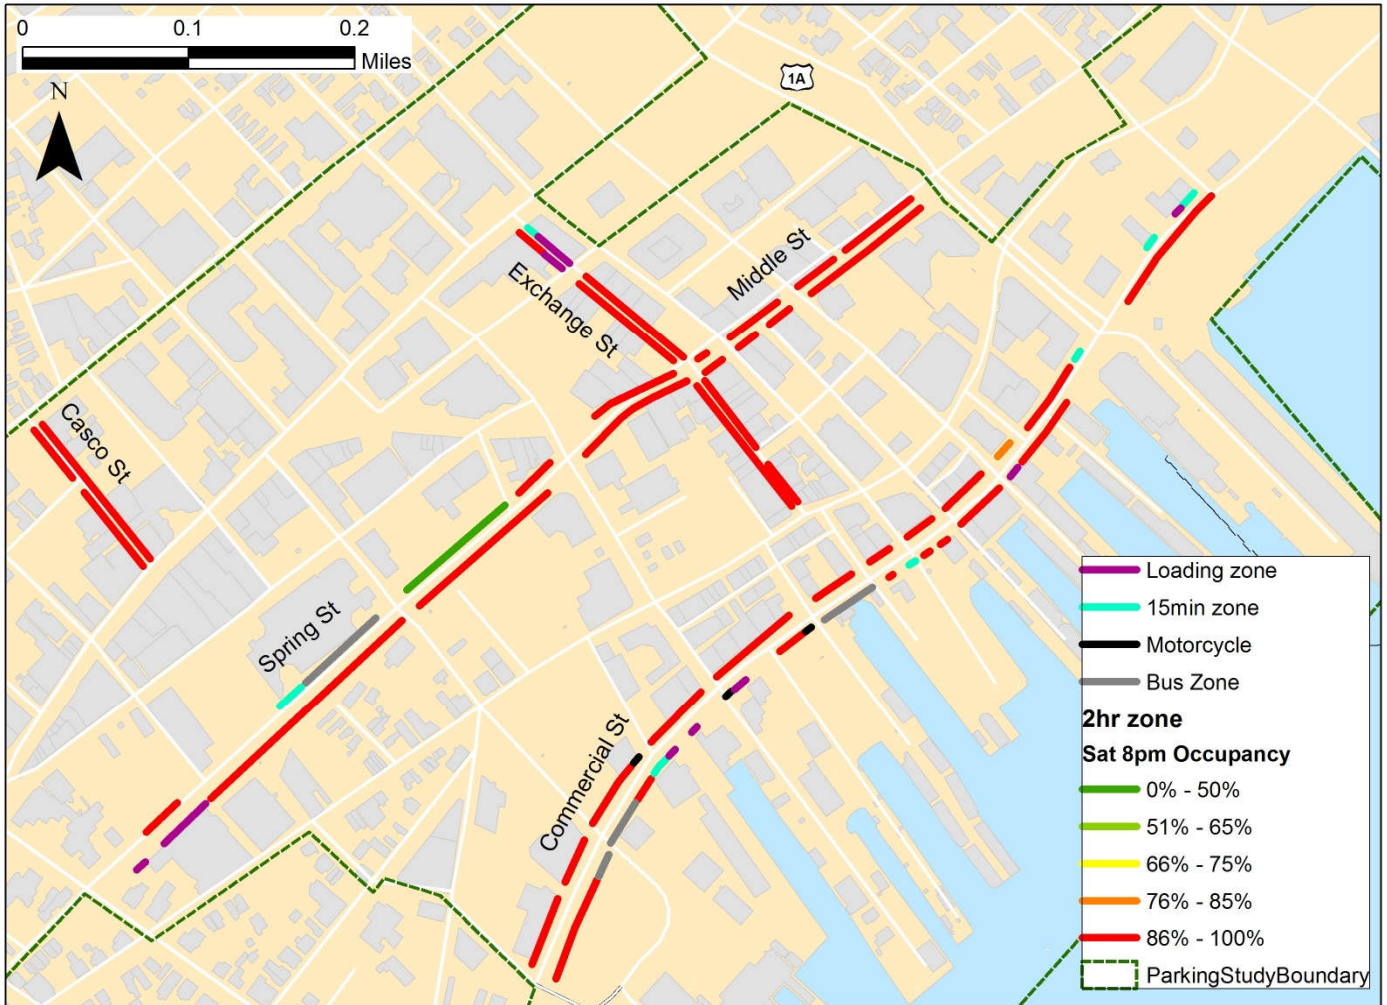 0 0.1 0.2
Miles
N
1A
Exchange St
Middle St
Casco St
Spring St
Commercial St
Loading zone
15min zone
Motorcycle
Bus Zone
2hr zone
Sat 8pm Occupancy
0% - 50%
51% - 65%
66% - 75%
76% - 85%
86% - 100%
ParkingStudyBoundary